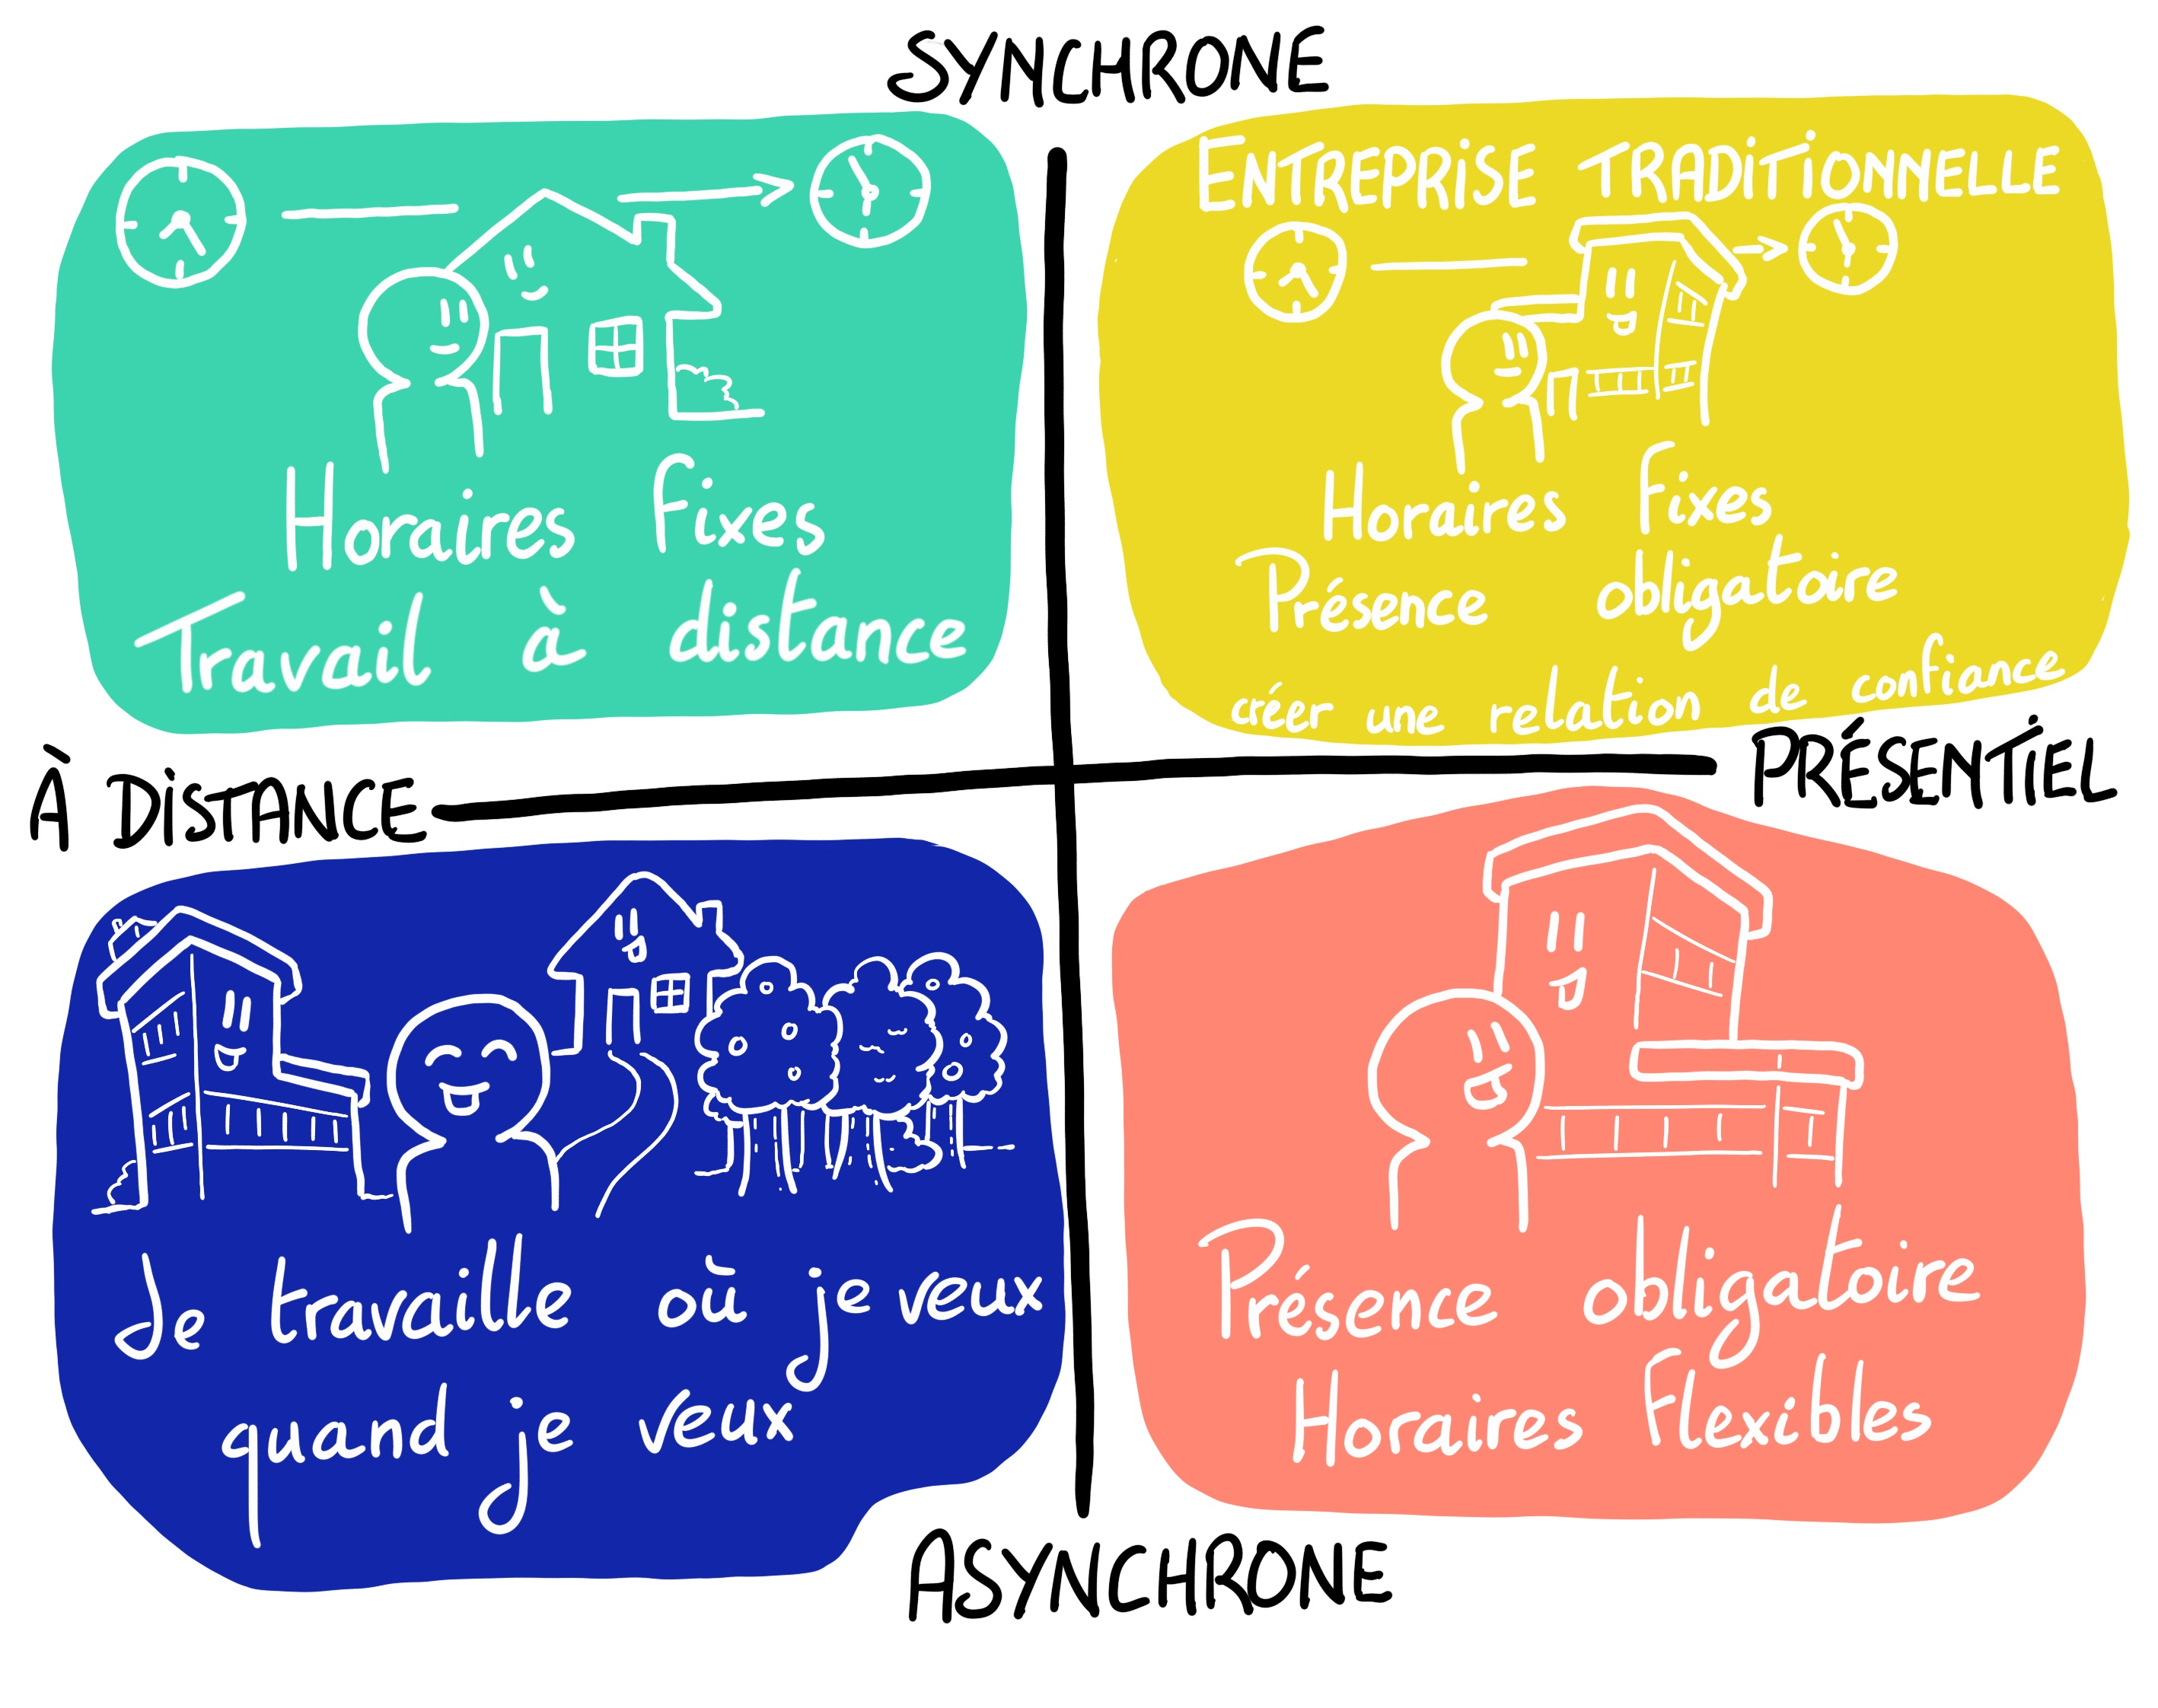 SYNCHRONE
Horaires fixes
Travail à distance
ENTREPRISE TRADITIONNELLE
Horaires fixes
Présence obligatoire
créer une relation de confiance
À DISTANCE
PRÉSENTIEL
Je travaille où je veux
quand je veux
Présence obligatoire
Horaires Flexibles
ASYNCHRONE